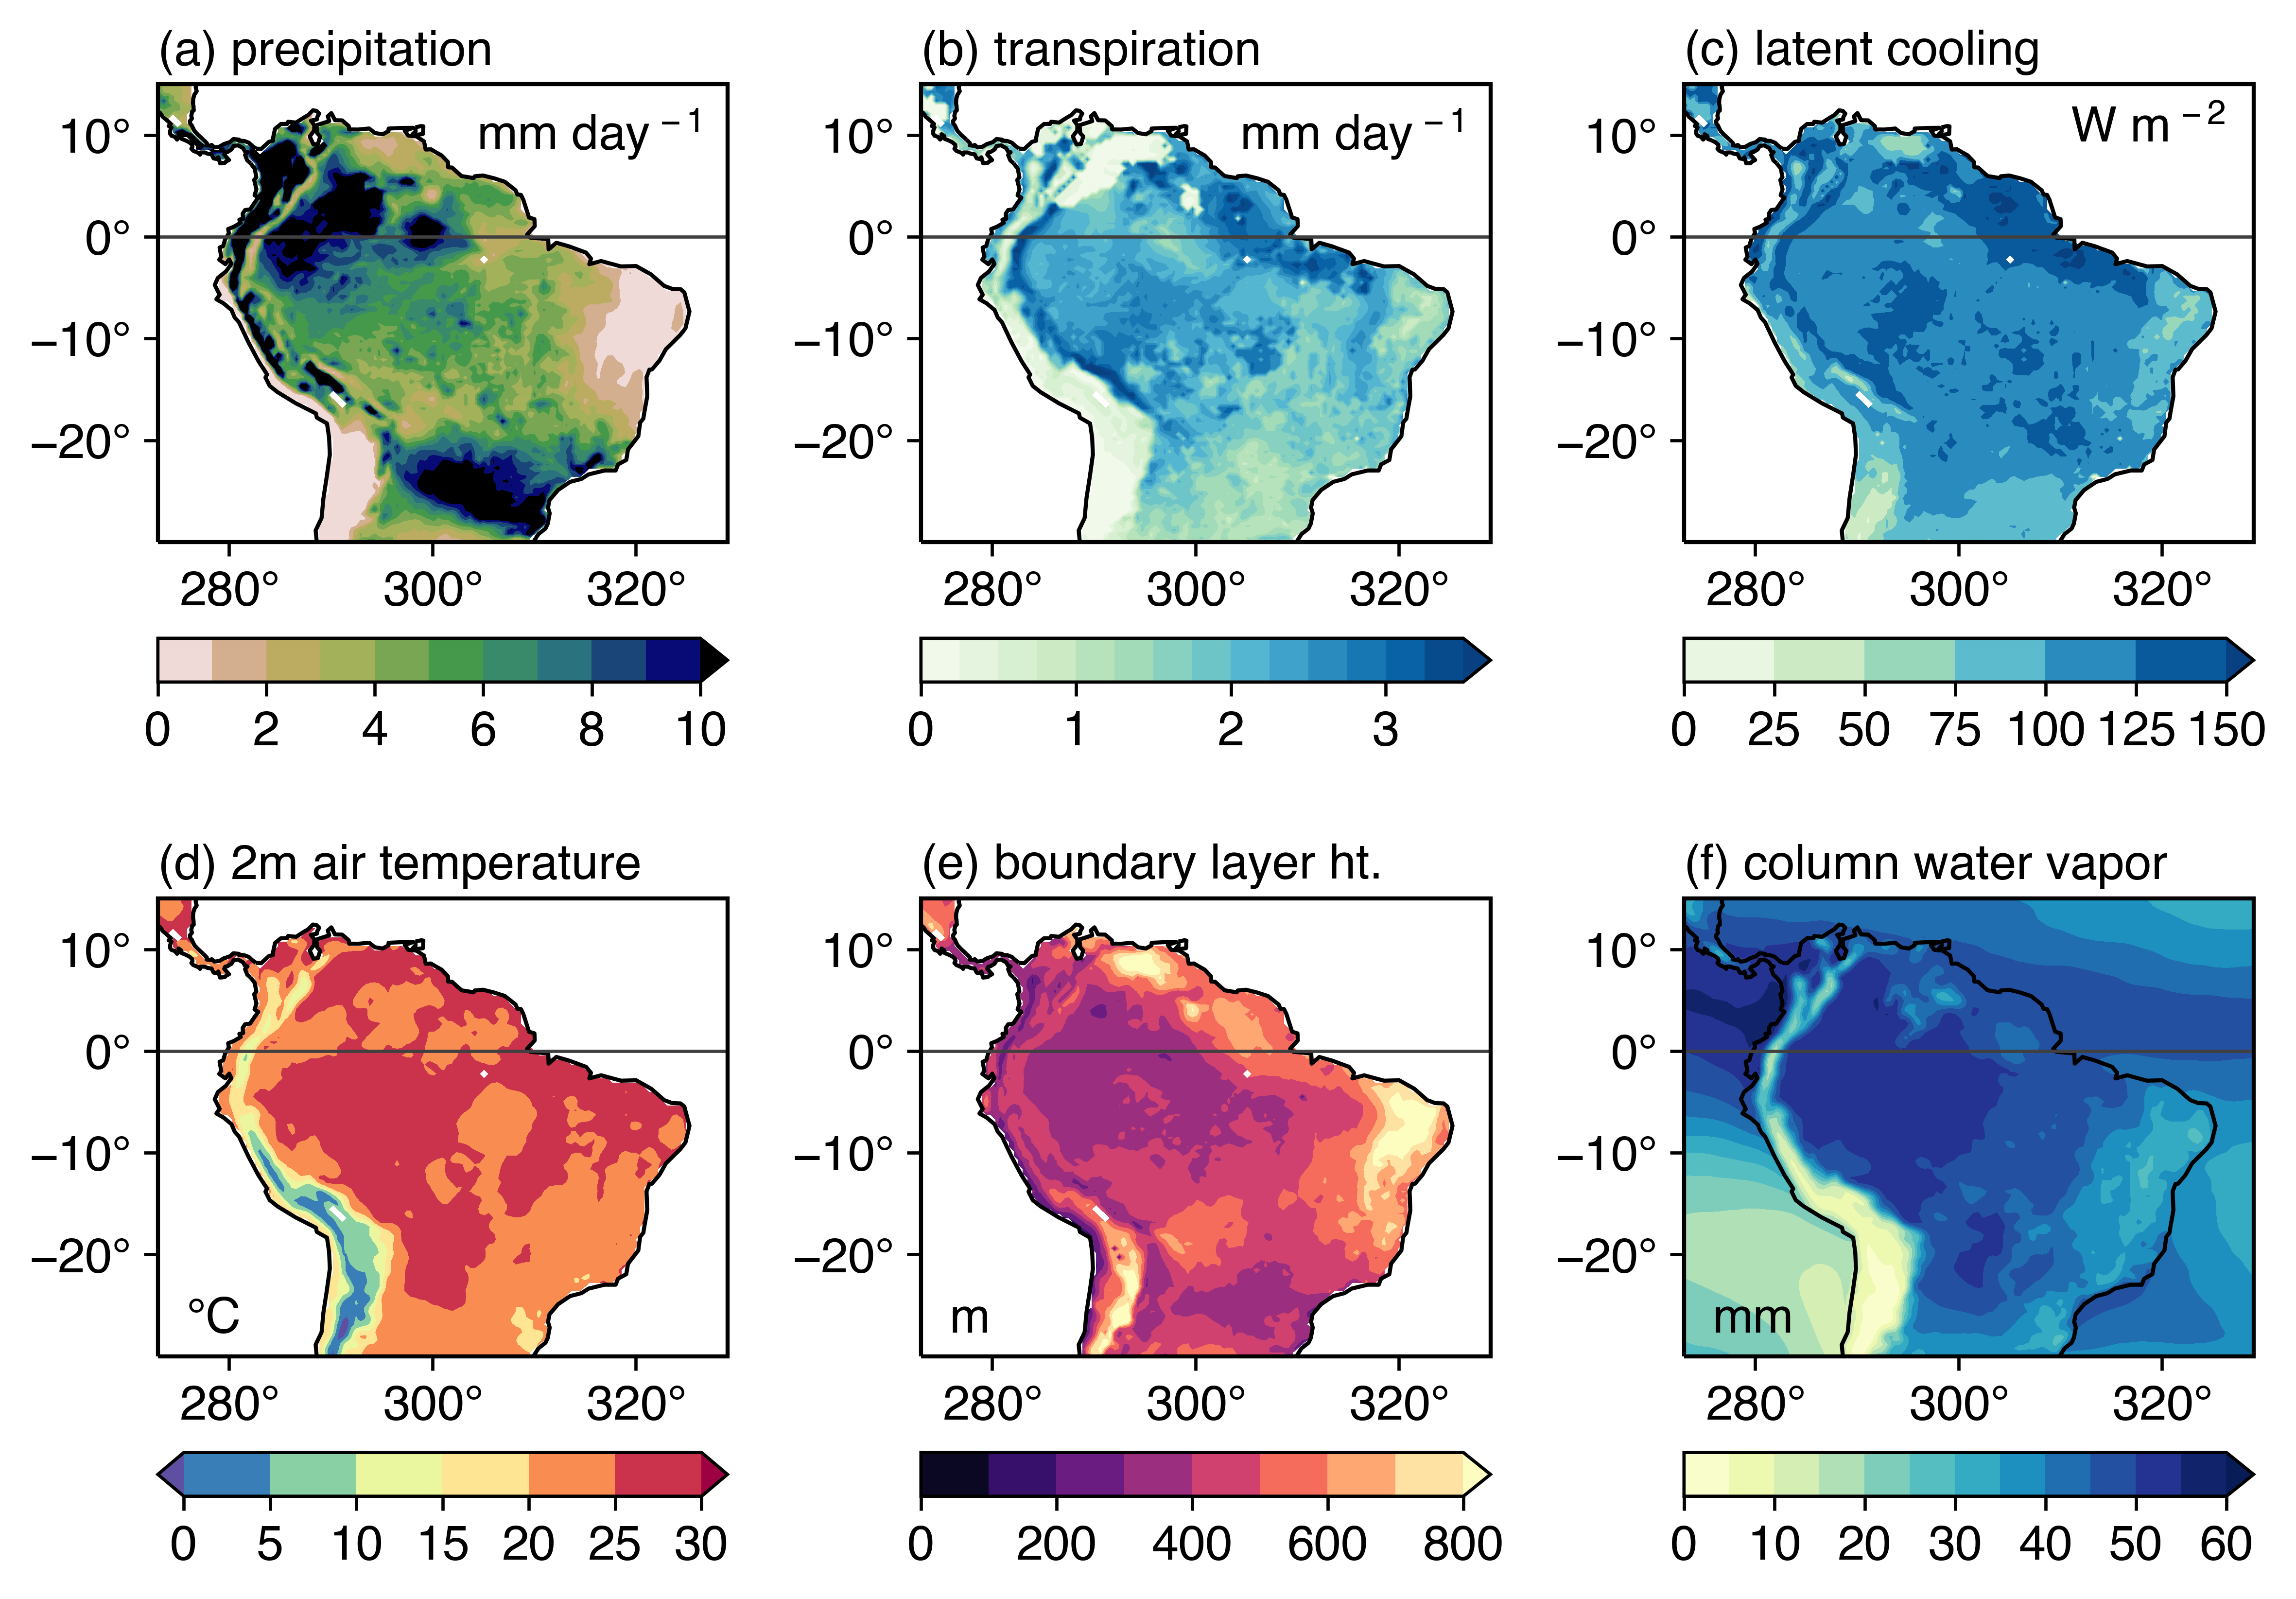 (a) precipitation
(b) transpiration
(c) latent cooling
mm day −1
mm day −1
W m −2
10°
0°
−10°
−20°
10°
0°
−10°
−20°
10°
0°
−10°
−20°
280° 300° 320°
280° 300° 320°
280° 300° 320°
0 2 4 6 8 10
0 1 2 3
0 25 50 75 100 125 150
(d) 2m air temperature
(e) boundary layer ht.
(f) column water vapor
10°
0°
−10°
−20°
10°
0°
−10°
−20°
10°
0°
−10°
−20°
°C
m
mm
280° 300° 320°
280° 300° 320°
280° 300° 320°
0 5 10 15 20 25 30
0 200 400 600 800
0 10 20 30 40 50 60